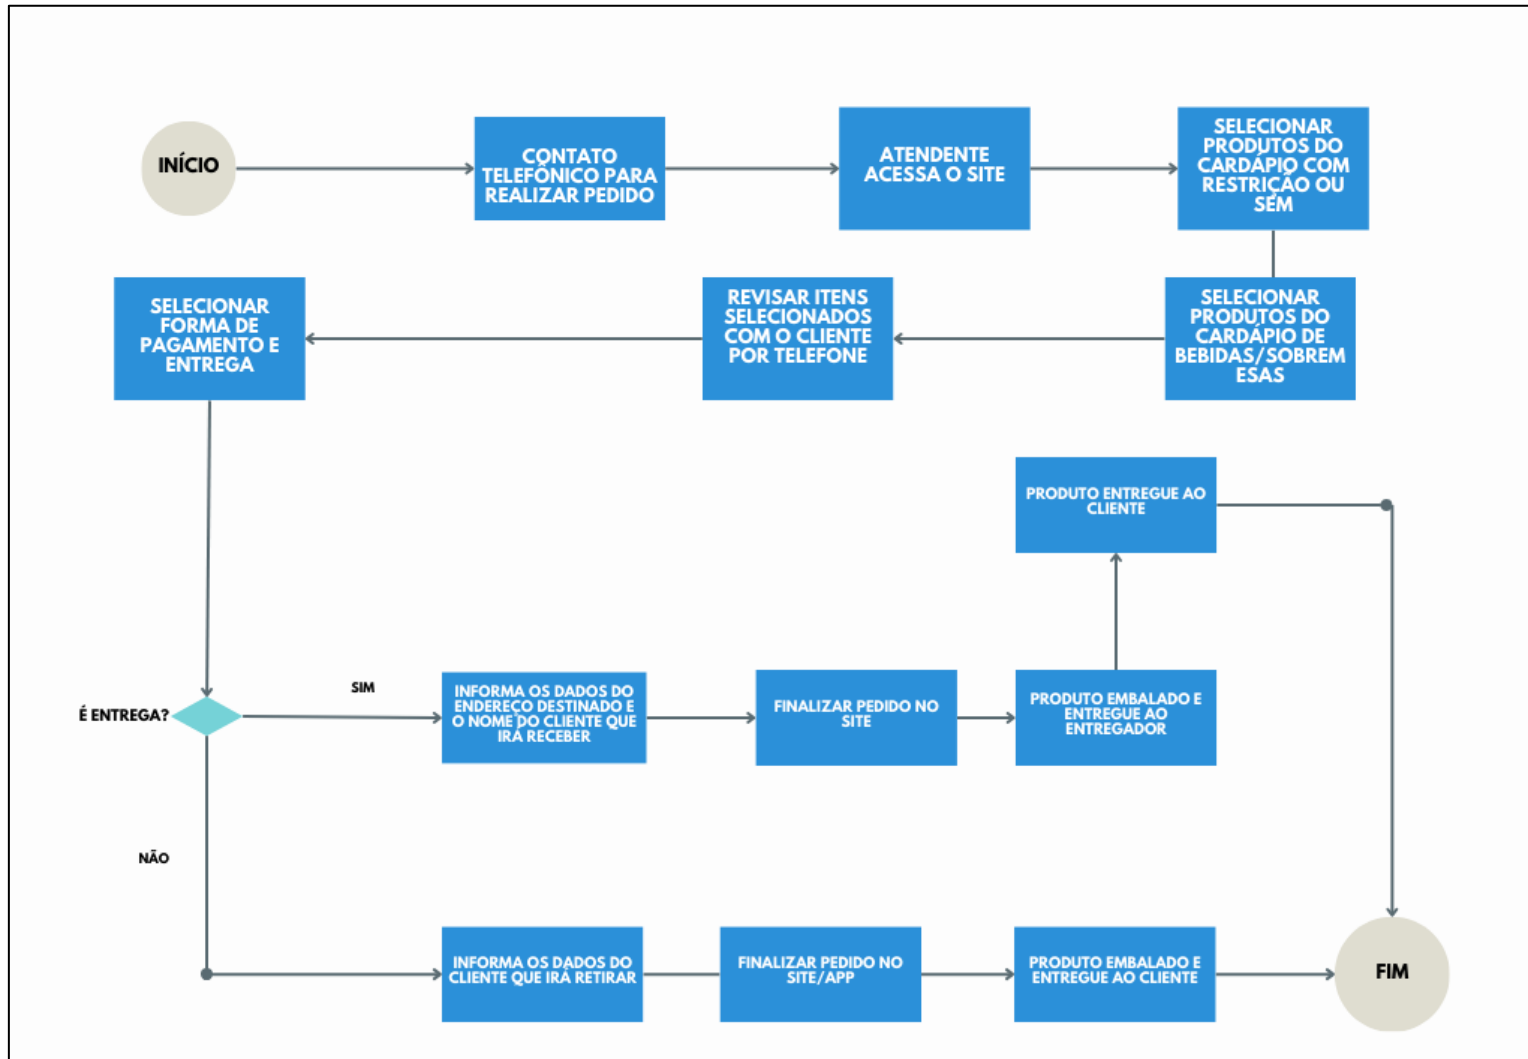 INÍCIO
CONTATO
TELEFÔNICO PARA
REALIZAR PEDIDO
ATENDENTE
ACESSA O SITE
SELECIONAR
PRODUTOS DO
CARDÁPIO COM
RESTRIÇÃO OU
SEM
SELECIONAR
FORMA DE
PAGAMENTO E
ENTREGA
REVISAR ITENS
SELECIONADOS
COM O CLIENTE
POR TELEFONE
SELECIONAR
PRODUTOS DO
CARDÁPIO DE
BEBIDAS/SOBREM
ESAS
PRODUTO ENTREGUE AO
CLIENTE
É ENTREGA?
SIM
INFORMA OS DADOS DO
ENDEREÇO DESTINADO E
O NOME DO CLIENTE QUE
IRÁ RECEBER
FINALIZAR PEDIDO NO
SITE
PRODUTO EMBALADO E
ENTREGUE AO
ENTREGADOR
NÃO
INFORMA OS DADOS DO
CLIENTE QUE IRÁ RETIRAR
FINALIZAR PEDIDO NO
SITE/APP
PRODUTO EMBALADO E
ENTREGUE AO CLIENTE
FIM